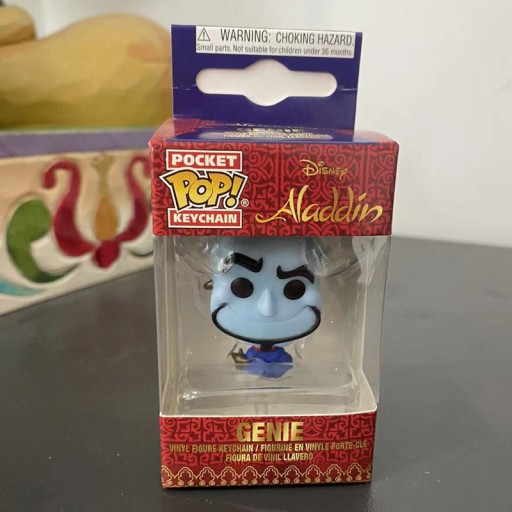 WARNING: CHOKING HAZARD.
Small parts. Not suitable for children under 36 months
POCKET
POP!®
KEYCHAIN
Disney
Aladdin
GENIE
VINYL FIGURE KEYCHAIN / FIGURINE EN VINYLE PORTE-CLÉ
FIGURA DE VINIL LLAVERO